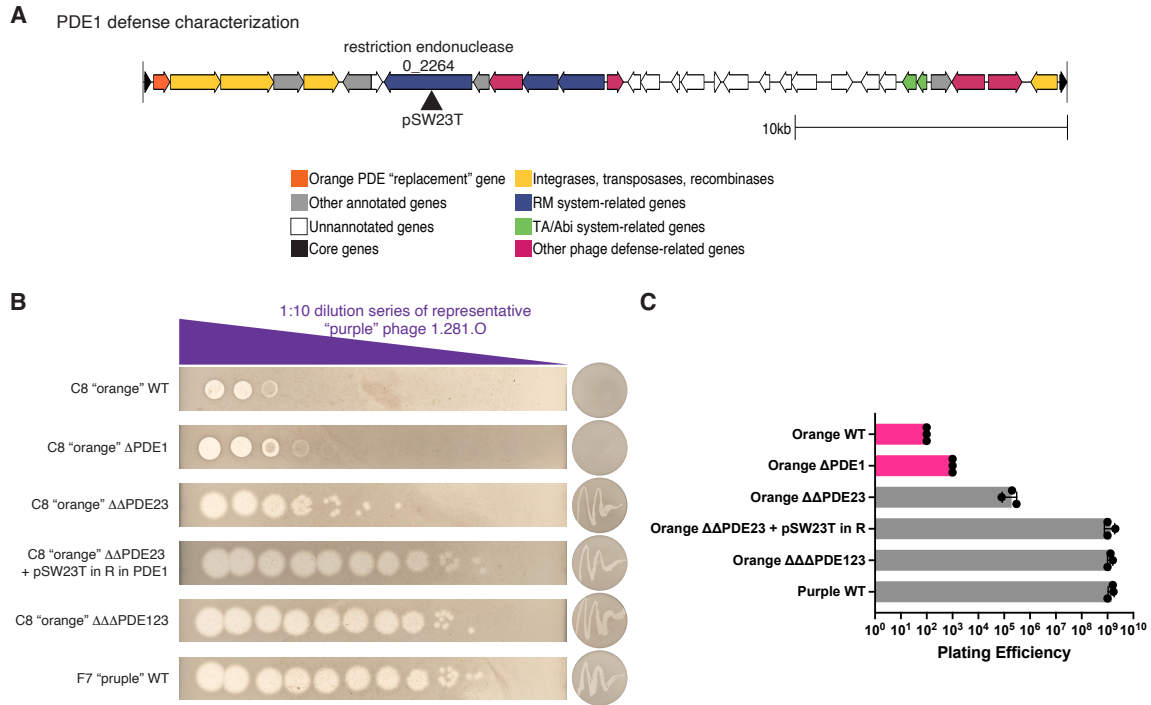 A
PDE1 defense characterization
restriction endonuclease
0_2264
pSW23T
10kb
Orange PDE “replacement” gene
Other annotated genes
Unannotated genes
Core genes
Integrases, transposases, recombinases
RM system-related genes
TA/Abi system-related genes
Other phage defense-related genes
B
1:10 dilution series of representative
“purple” phage 1.281.O
C8 “orange” WT
C8 “orange” ΔPDE1
C8 “orange” ΔΔPDE23
C8 “orange” ΔΔPDE23
+ pSW23T in R in PDE1
C8 “orange” ΔΔΔPDE123
F7 “pruple” WT
C
Orange WT
Orange ΔPDE1
Orange ΔΔPDE23
Orange ΔΔPDE23 + pSW23T in R
Orange ΔΔΔPDE123
Purple WT
10⁰ 10¹ 10² 10³ 10⁴ 10⁵ 10⁶ 10⁷ 10⁸ 10⁹ 10¹⁰
Plating Efficiency